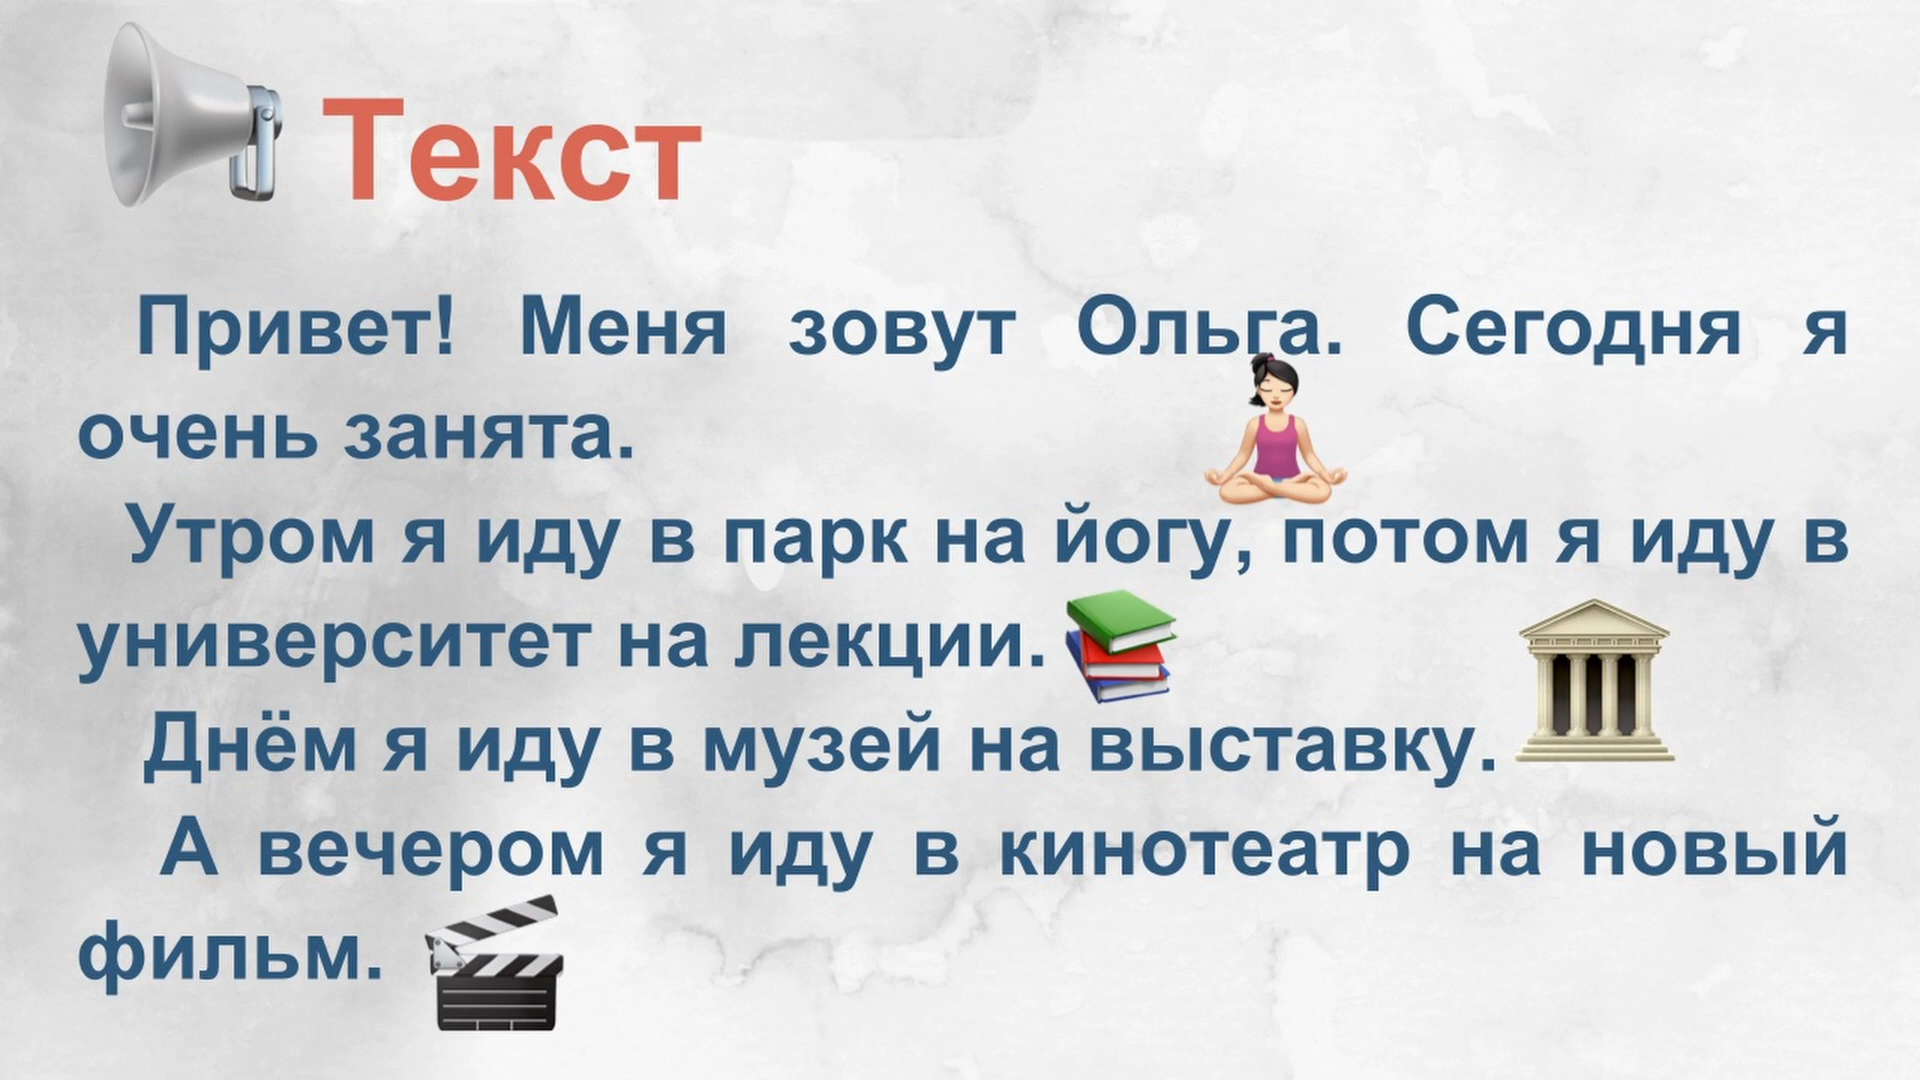 Текст
Привет! Меня зовут Ольга. Сегодня я
очень занята.
Утром я иду в парк на йогу, потом я иду в
университет на лекции.
Днём я иду в музей на выставку.
А вечером я иду в кинотеатр на новый
фильм.